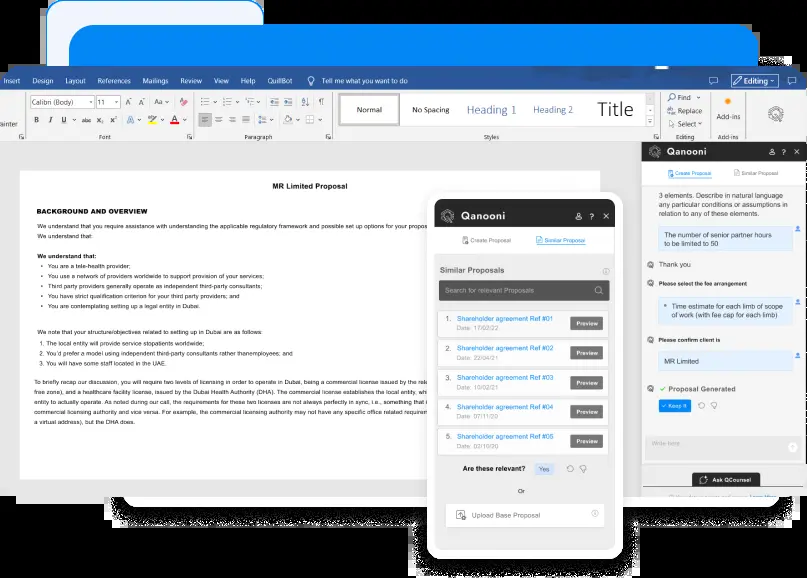 Insert Design Layout References Mailings Review View Help QuillBot Tell me what you want to do Editing
ainter
Calibri (Body) 11 A A Aa
B I U abc X₂ X² A A
Font
Paragraph
Normal No Spacing Heading 1 Heading 2 Title
Styles
Find
Replace
Select
Editing
Add-ins
Add-ins
MR Limited Proposal
BACKGROUND AND OVERVIEW
We understand that you require assistance with understanding the applicable regulatory framework and possible set up options for your
We understand that.
We understand that:
• You are a tele-health provider;
• You use a network of providers worldwide to support provision of your services;
• Third party providers generally operate as independent third-party consultants;
• You have strict qualification criterion for your third party providers; and
• You are contemplating setting up a legal entity in Dubai.
We note that your structure/objectives related to setting up in Dubai are as follows:
1. The local entity will provide service stopatients worldwide;
2. You'd prefer a model using independent third-party consultants rather thanemployees: and
3. You will have some staff located in the UAE.
To briefly recap our discussion, you will require two levels of licensing in order to operate in Dubai, being a commercial license issued by the
free zone), and a healthcare facility license, issued by the Dubai Health Authority (DHA). The commercial license establishes the local entity,
entity to actually operate. As noted during our call, the requirements for these two licenses are not always perfectly in sync, i.e., something that
commercial licensing authority and vice versa. For example, the commercial licensing authority may not have any specific office related
a virtual address), but the DHA does.
Qanooni ? ×
Create Proposal Similar Proposal
Similar Proposals
Search for relevant Proposals
1. Shareholder agreement Ref #01
Date: 17/02/22
Preview
2. Shareholder agreement Ref #02
Date: 22/04/21
Preview
3. Shareholder agreement Ref #03
Date: 10/02/21
Preview
4. Shareholder agreement Ref #04
Date: 07/11/20
Preview
5. Shareholder agreement Ref #05
Date: 02/10/20
Preview
Are these relevant? Yes
Or
Upload Base Proposal
Qanooni ? ×
Create Proposal Similar Proposal
3 elements. Describe in natural language
any particular conditions or assumptions in
relation to any of these elements.
The number of senior partner hours
to be limited to 50
Thank you
Please select the fee arrangement
• Time estimate for each limb of scope
of work (with fee cap for each limb)
Please confirm client is
MR Limited
✓ Proposal Generated
✓ Keep It
Write here
Ask QCounsel